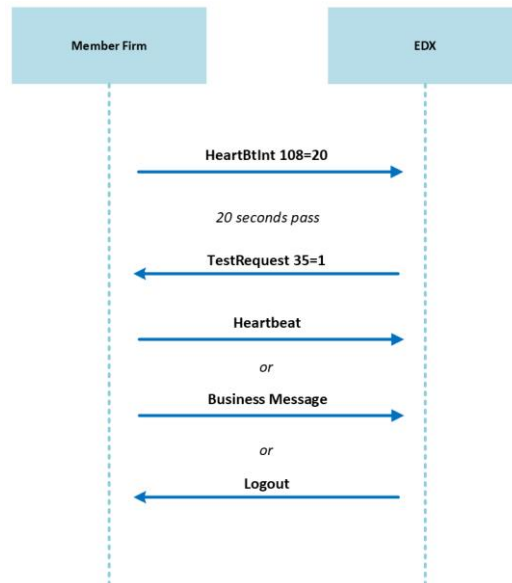 Member Firm
EDX
HeartBtInt 108=20
20 seconds pass
TestRequest 35=1
Heartbeat
or
Business Message
or
Logout